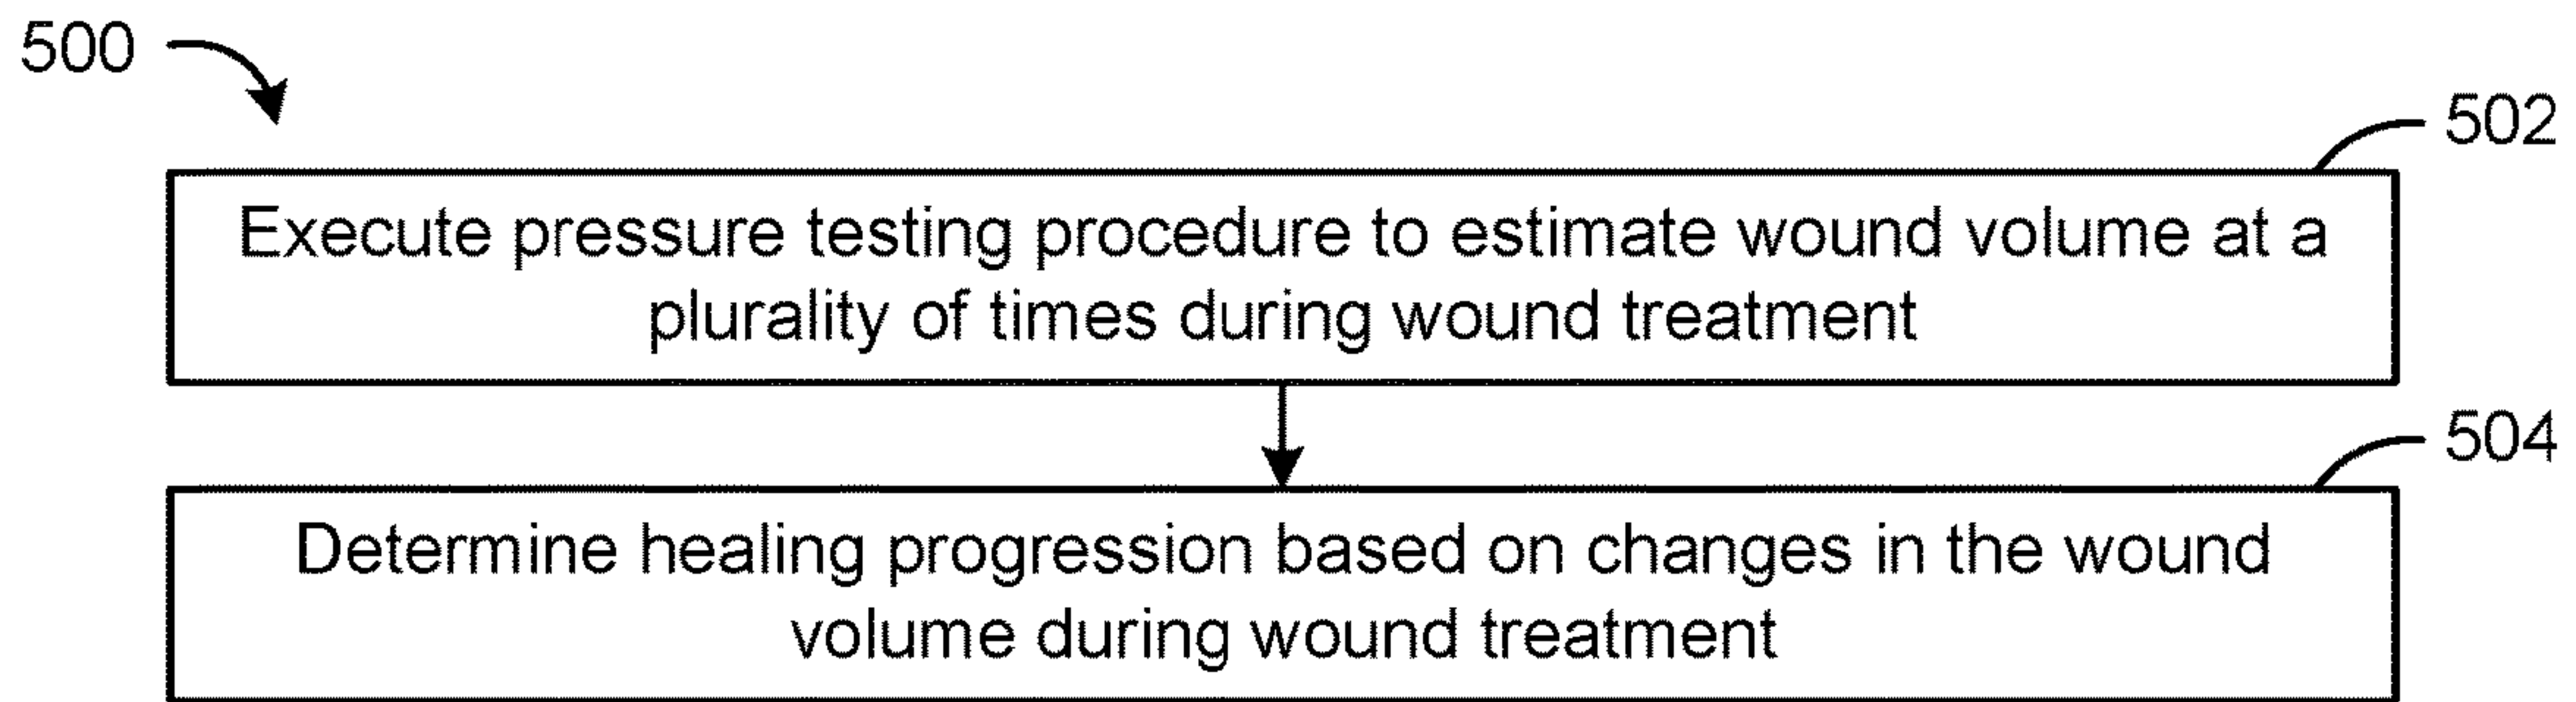 500
502
Execute pressure testing procedure to estimate wound volume at a
plurality of times during wound treatment
504
Determine healing progression based on changes in the wound
volume during wound treatment